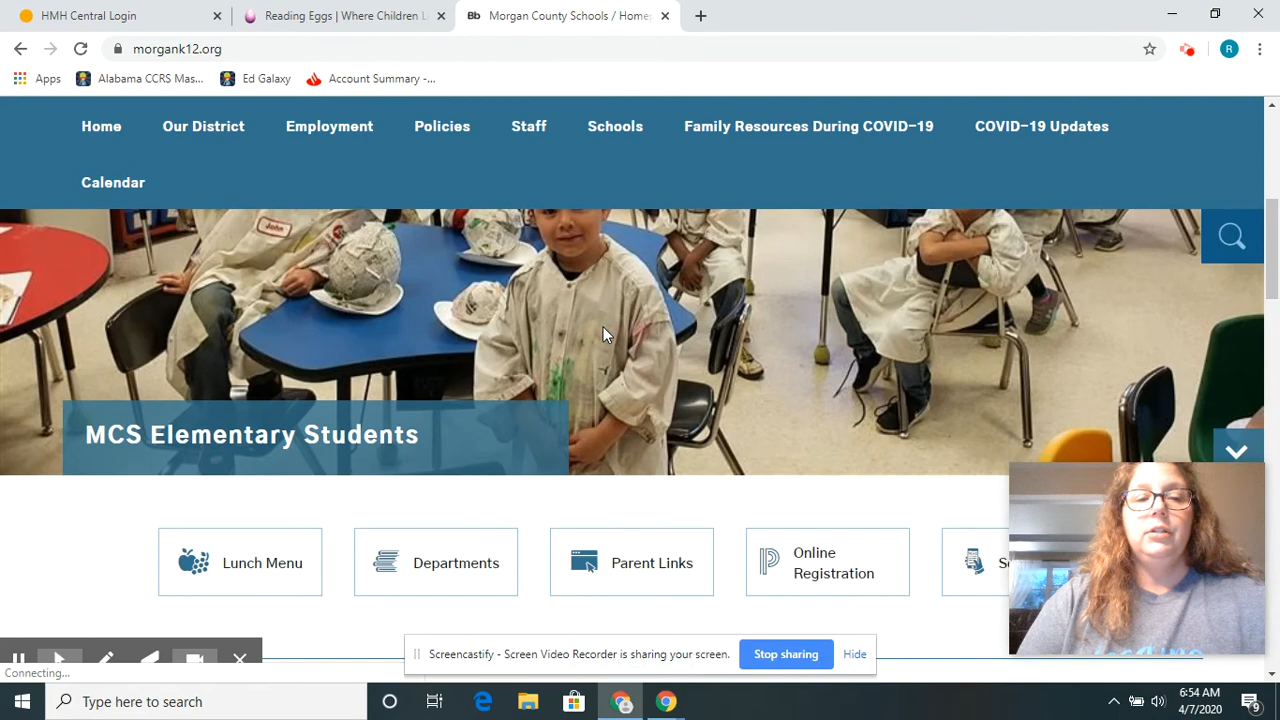 HMH Central Login
Reading Eggs | Where Children L
Bb Morgan County Schools / Home
morgank12.org
R
Apps
Alabama CCRS Mas...
Ed Galaxy
Account Summary -...
Home
Our District
Employment
Policies
Staff
Schools
Family Resources During COVID-19
COVID-19 Updates
Calendar
John
MCS Elementary Students
Lunch Menu
Departments
Parent Links
Online
Registration
Screencastify - Screen Video Recorder is sharing your screen.
Stop sharing
Hide
Connecting...
Type here to search
6:54 AM
4/7/2020
9